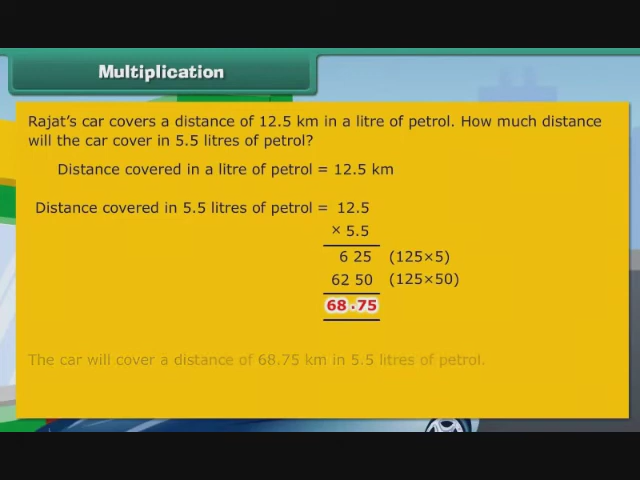 Multiplication
Rajat's car covers a distance of 12.5 km in a litre of petrol. How much distance
will the car cover in 5.5 litres of petrol?
Distance covered in a litre of petrol = 12.5 km
Distance covered in 5.5 litres of petrol = 12.5
× 5.5
6 25 (125×5)
62 50 (125×50)
68.75
The car will cover a distance of 68.75 km in 5.5 litres of petrol.